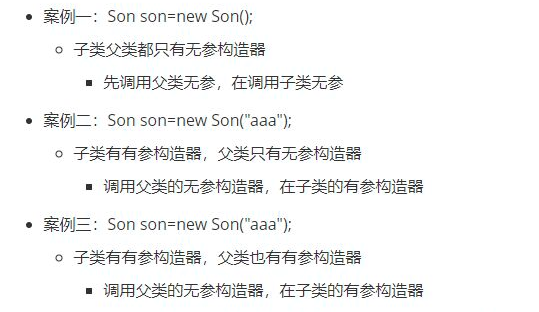 案例一：Son son=new Son();
子类父类都只有无参构造器
先调用父类无参，在调用子类无参
案例二：Son son=new Son("aaa");
子类有有参构造器，父类只有无参构造器
调用父类的无参构造器，在子类的有参构造器
案例三：Son son=new Son("aaa");
子类有有参构造器，父类也有有参构造器
调用父类的无参构造器，在子类的有参构造器